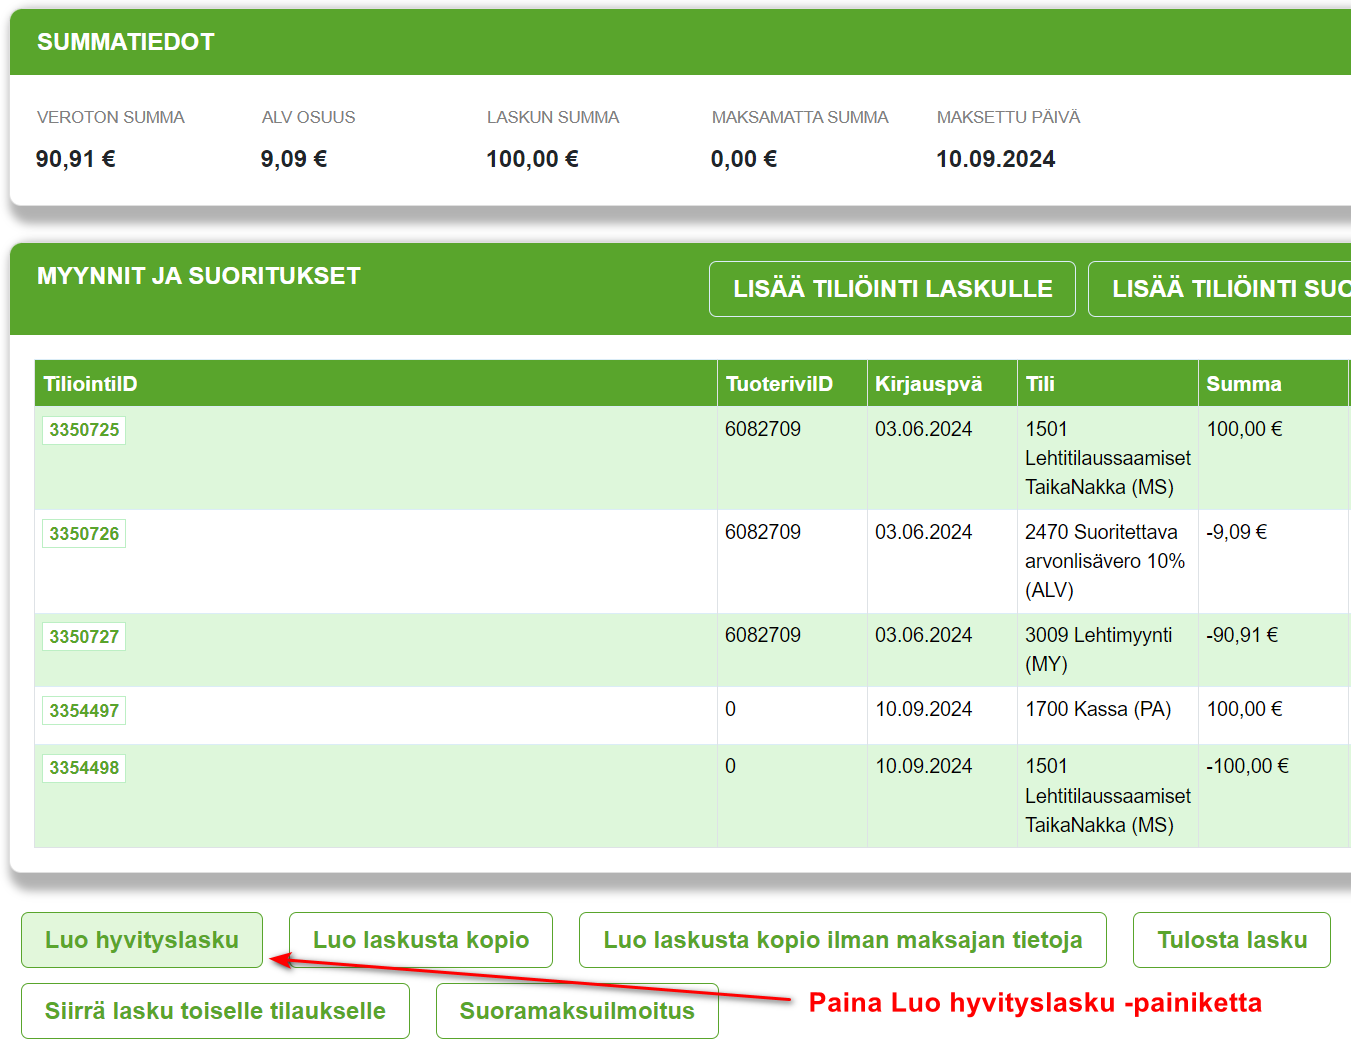 SUMMATIEDOT
VEROTON SUMMA ALV OSUUS LASKUN SUMMA MAKSAMATTA SUMMA MAKSETTU PÄIVÄ
90,91 € 9,09 € 100,00 € 0,00 € 10.09.2024
MYYNNIT JA SUORITUKSET LISÄÄ TILIÖINTI LASKULLE LISÄÄ TILIÖINTI SUO
TiliointiID TuoteriviID Kirjauspvä Tili Summa
3350725 6082709 03.06.2024 1501 100,00 €
Lehtitilaussaamiset
TaikaNakka (MS)
3350726 6082709 03.06.2024 2470 Suoritettava -9,09 €
arvonlisävero 10%
(ALV)
3350727 6082709 03.06.2024 3009 Lehtimyynti -90,91 €
(MY)
3354497 0 10.09.2024 1700 Kassa (PA) 100,00 €
3354498 0 10.09.2024 1501 -100,00 €
Lehtitilaussaamiset
TaikaNakka (MS)
Luo hyvityslasku Luo laskusta kopio Luo laskusta kopio ilman maksajan tietoja Tulosta lasku
Siirrä lasku toiselle tilaukselle Suoramaksuilmoitus Paina Luo hyvityslasku -painiketta